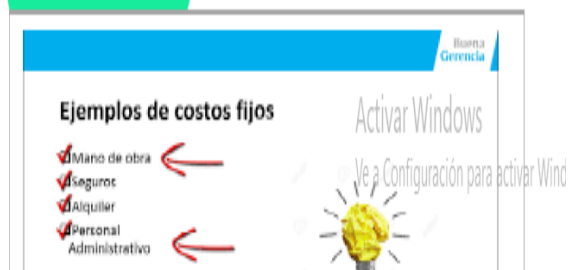 Buena
Gerencia
Ejemplos de costos fijos
Activar Windows
Ve a Configuración para activar Wind
Mano de obra
Seguros
Alquiler
Personal
Administrativo